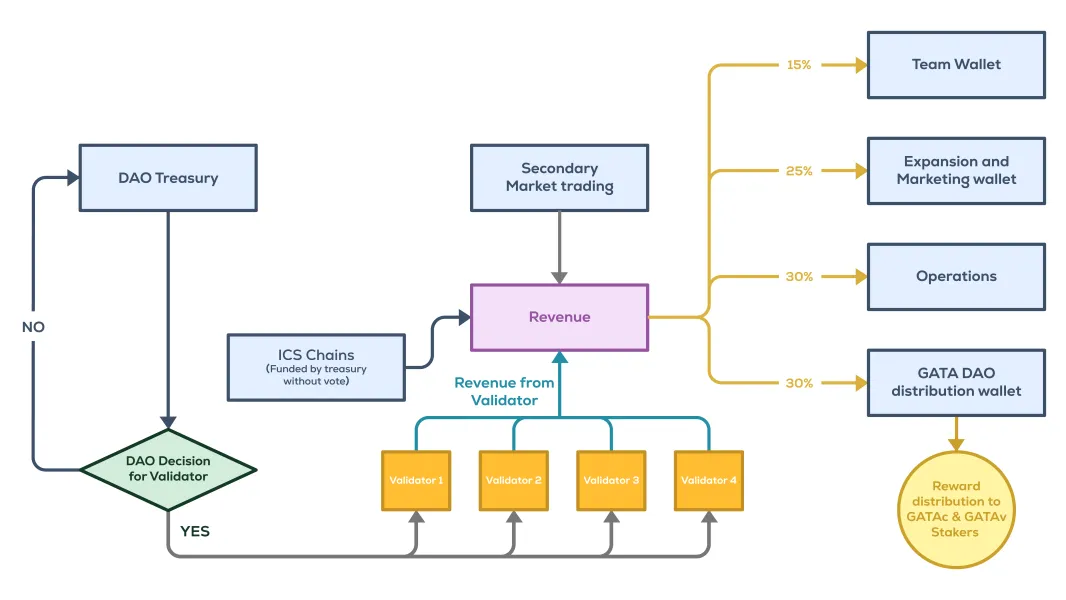 15%
Team Wallet
DAO Treasury
Secondary
Market trading
25%
Expansion and
Marketing wallet
30%
Operations
NO
ICS Chains
(Funded by treasury
without vote)
Revenue
Revenue from
Validator
30%
GATA DAO
distribution wallet
DAO Decision
for Validator
YES
Validator 1
Validator 2
Validator 3
Validator 4
Reward
distribution to
GATAc & GATAv
Stakers